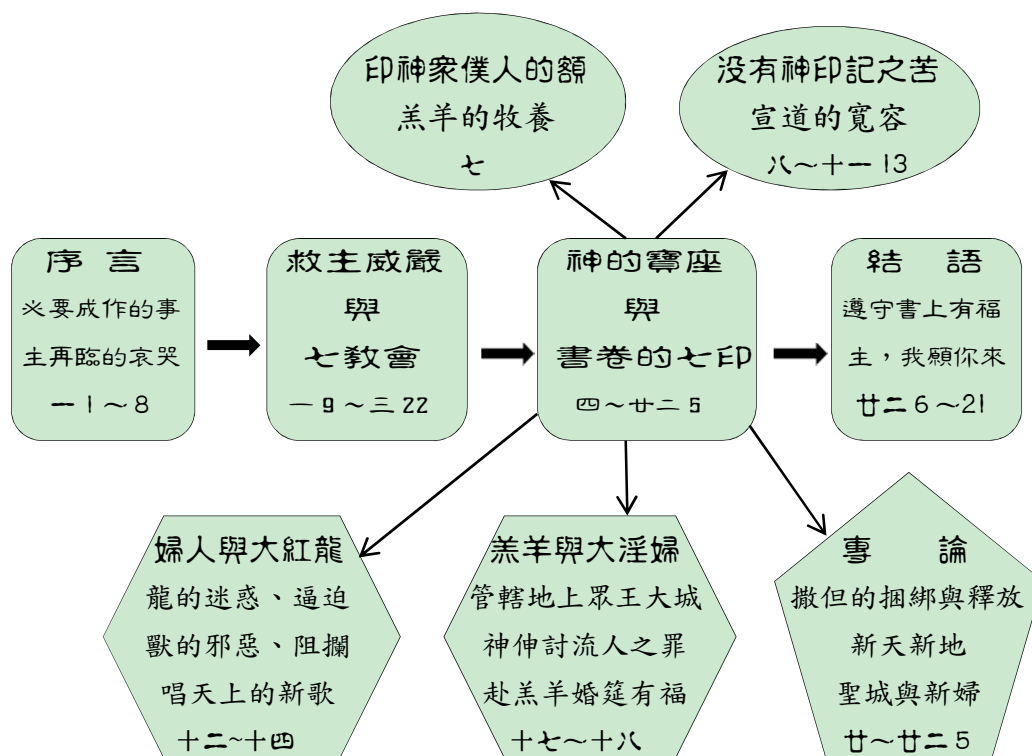 印神衆僕人的額
羔羊的牧養
七
没有神印記之苦
宣道的寬容
八～十一13
序 言
必要成作的事
主再臨的哀哭
一1～8
救主威嚴
與
七教會
一9～三22
神的寶座
與
書卷的七印
四～廿二5
結 語
遵守書上有福
主，我願你來
廿二6～21
婦人與大紅龍
龍的迷惑、逼迫
獸的邪惡、阻攔
唱天上的新歌
十二~十四
羔羊與大淫婦
管轄地上眾王大城
神伸討流人之罪
赴羔羊婚筵有福
十七～十八
專 論
撒但的捆綁與釋放
新天新地
聖城與新婦
廿～廿二5